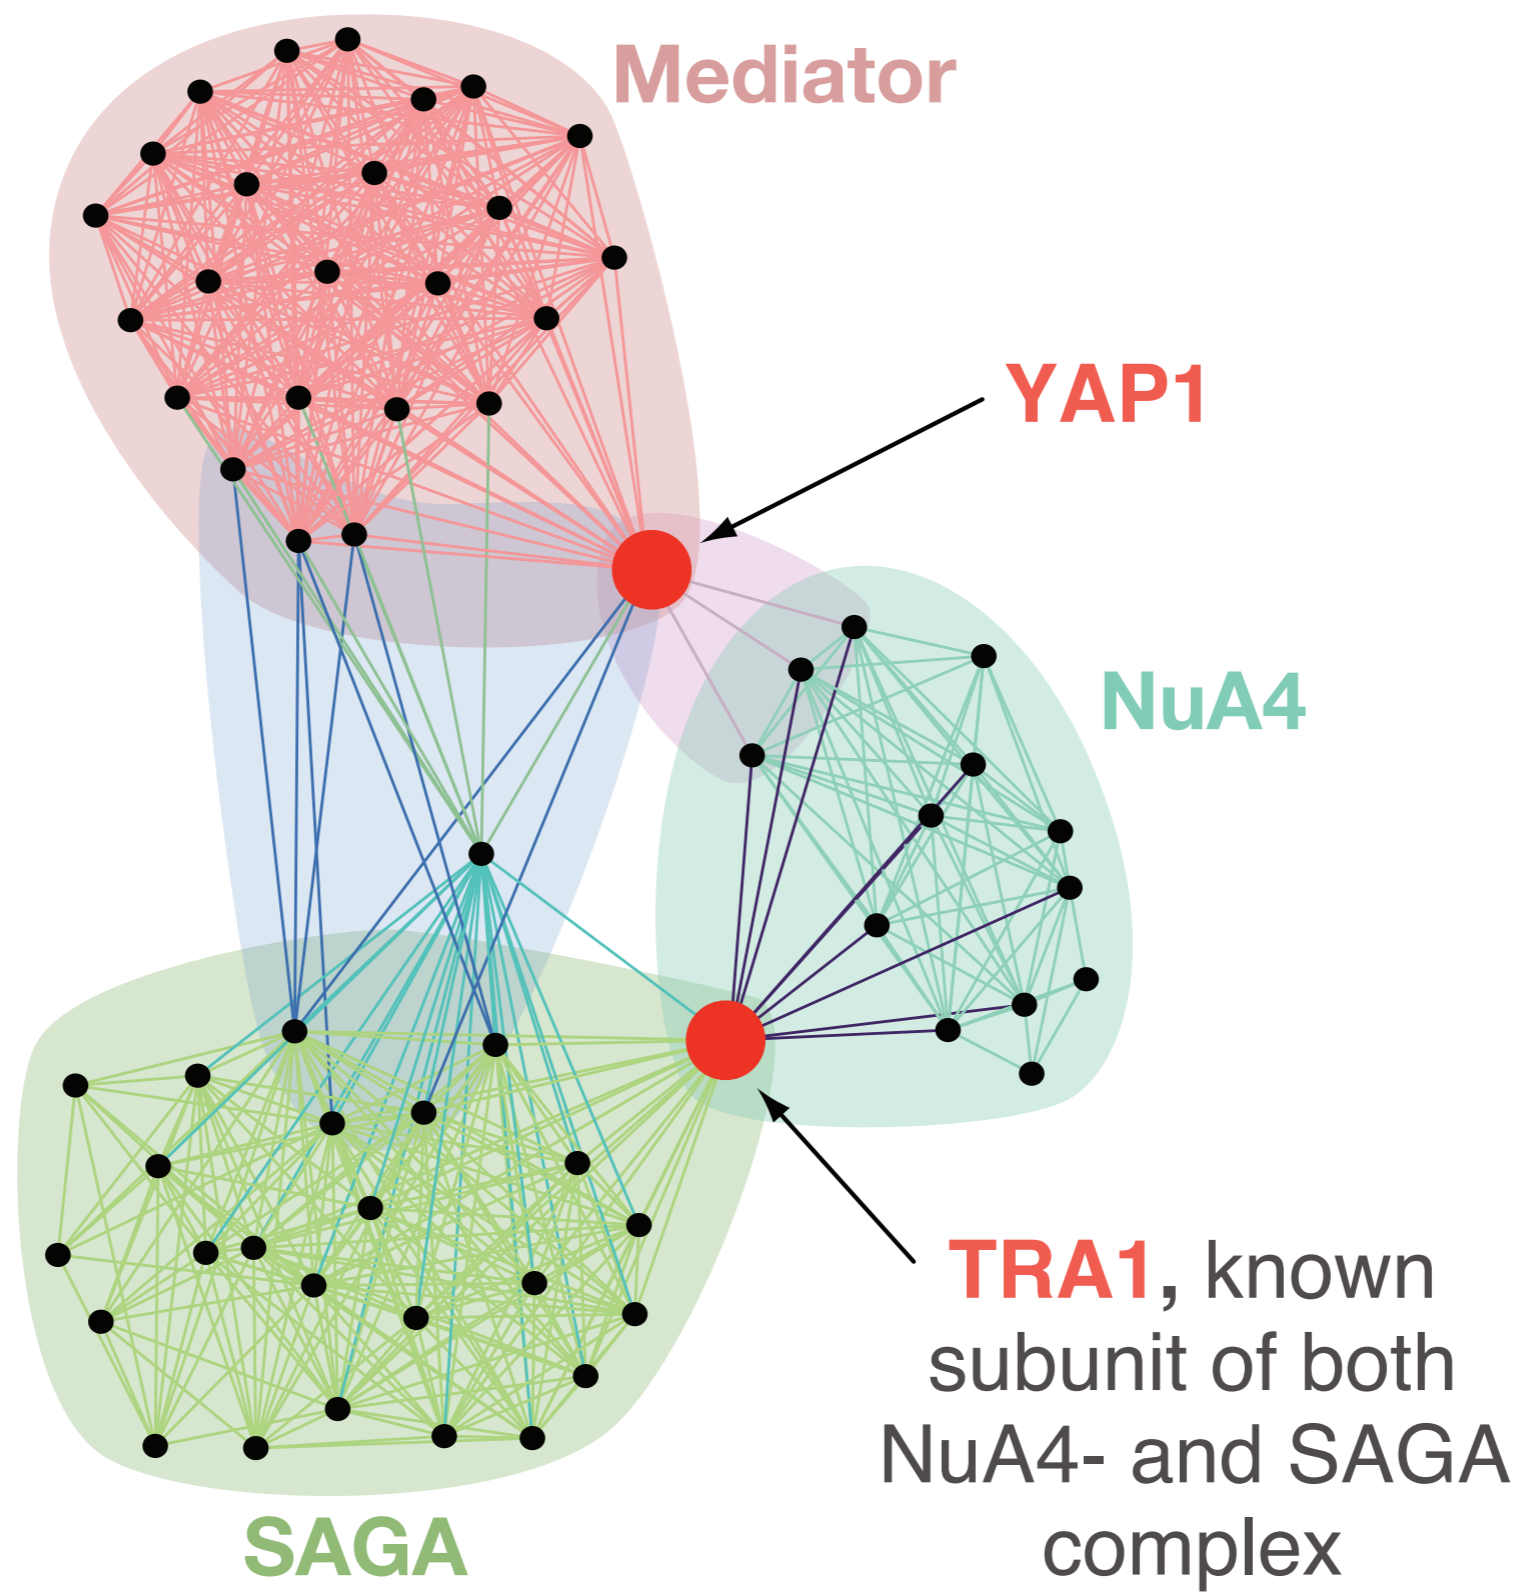 Mediator
YAP1
NuA4
TRA1, known
subunit of both
NuA4- and SAGA
complex
SAGA